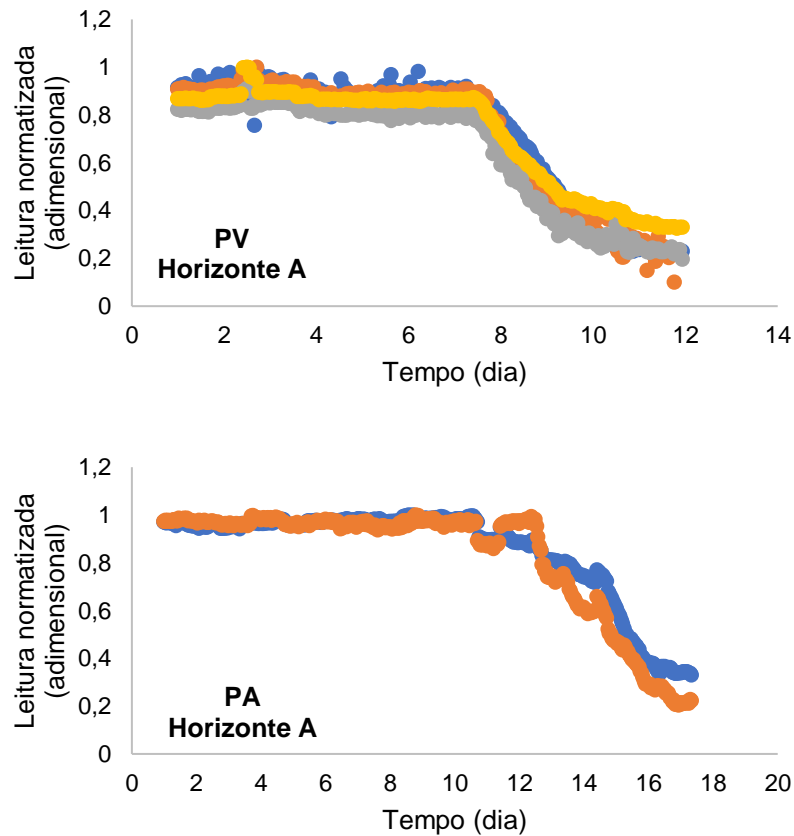 Leitura normatizada
(adimensional)
1,2
1
0,8
0,6
0,4
0,2
0
PV
Horizonte A
0 2 4 6 8 10 12 14
Tempo (dia)
Leitura normatizada
(adimensional)
1,2
1
0,8
0,6
0,4
0,2
0
PA
Horizonte A
0 2 4 6 8 10 12 14 16 18 20
Tempo (dia)